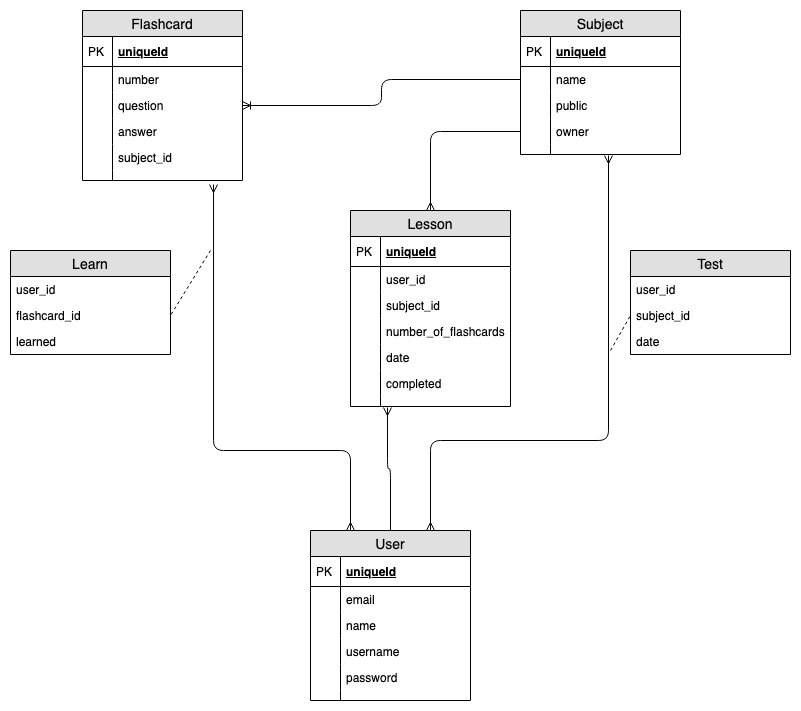 Flashcard
PK uniqueId
number
question
answer
subject_id
Subject
PK uniqueId
name
public
owner
Lesson
PK uniqueId
user_id
subject_id
number_of_flashcards
date
completed
Learn
user_id
flashcard_id
learned
Test
user_id
subject_id
date
User
PK uniqueId
email
name
username
password